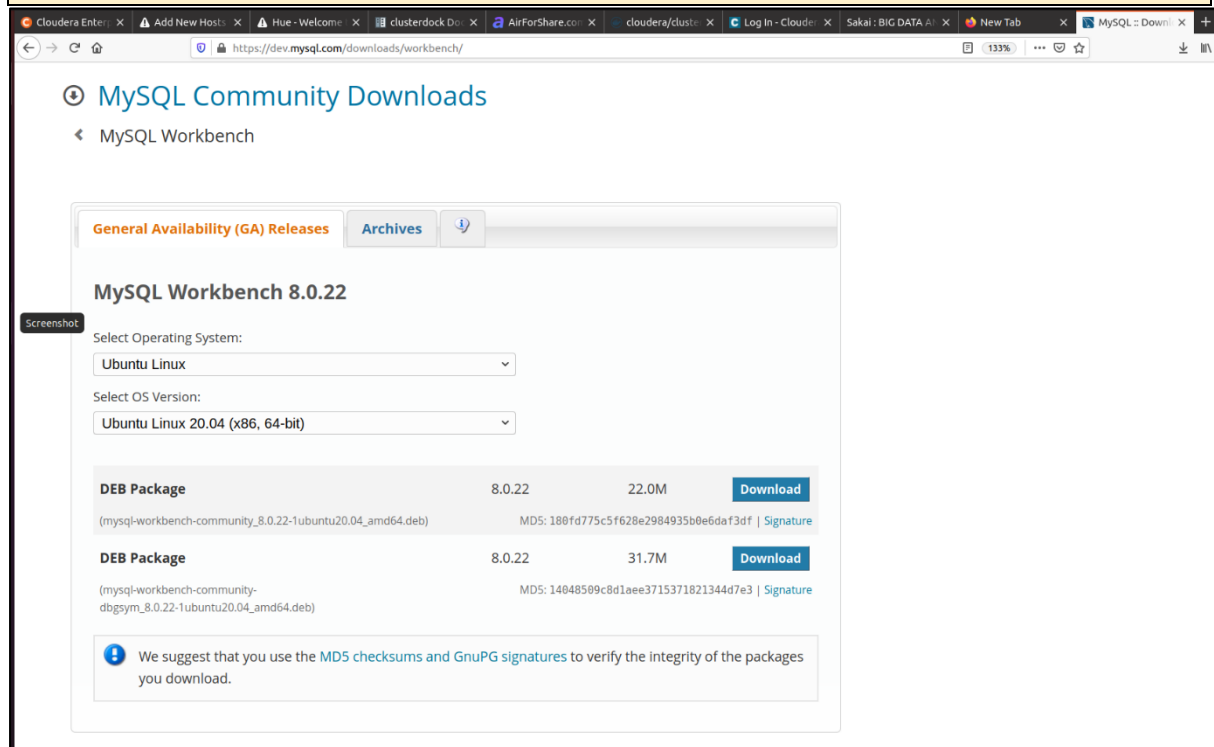 Cloudera Enterp
Add New Hosts
Hue - Welcome
clusterdock Doc
AirForShare.com
cloudera/cluste
Log In - Clouder
Sakai : BIG DATA AN
New Tab
MySQL :: Downl
https://dev.mysql.com/downloads/workbench/
133%
MySQL Community Downloads
MySQL Workbench
General Availability (GA) Releases
Archives
MySQL Workbench 8.0.22
Screenshot
Select Operating System:
Ubuntu Linux
Select OS Version:
Ubuntu Linux 20.04 (x86, 64-bit)
DEB Package 8.0.22 22.0M Download
(mysql-workbench-community_8.0.22-1ubuntu20.04_amd64.deb) MD5: 180fd775c5f628e2984935b0e6daf3df | Signature
DEB Package 8.0.22 31.7M Download
(mysql-workbench-community- MD5: 14048509c8d1aee3715371821344d7e3 | Signature
dbgsym_8.0.22-1ubuntu20.04_amd64.deb)
We suggest that you use the MD5 checksums and GnuPG signatures to verify the integrity of the packages
you download.